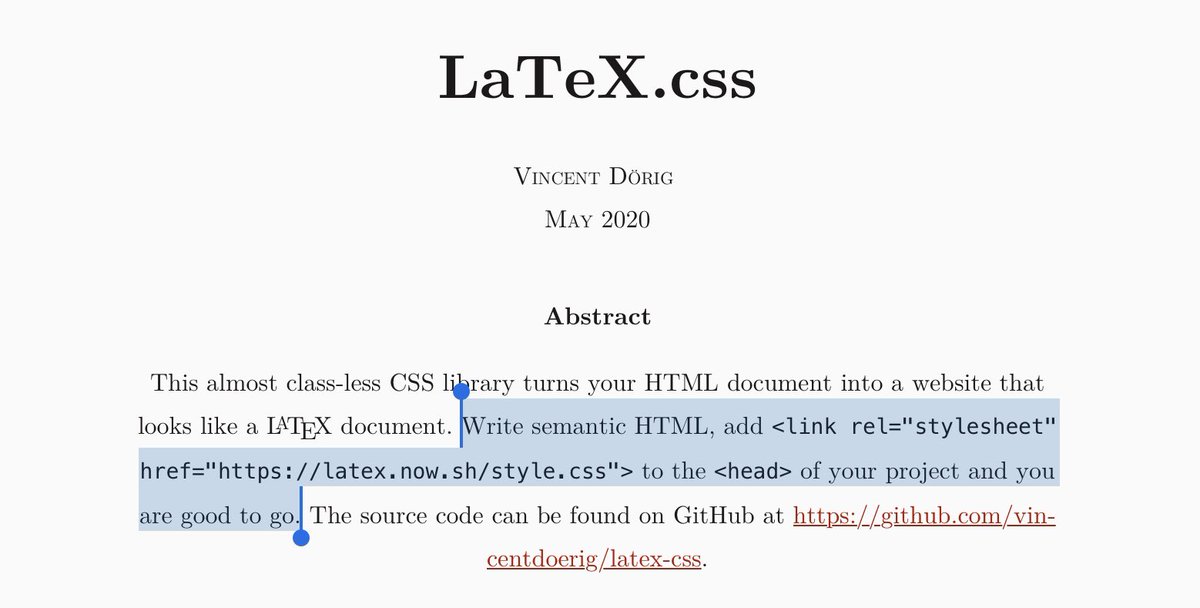 LaTeX.css
Vincent Dörig
May 2020
Abstract
This almost class-less CSS library turns your HTML document into a website that
looks like a LATEX document. Write semantic HTML, add <link rel="stylesheet"
href="https://latex.now.sh/style.css"> to the <head> of your project and you
are good to go. The source code can be found on GitHub at https://github.com/vin-
centdoerig/latex-css.